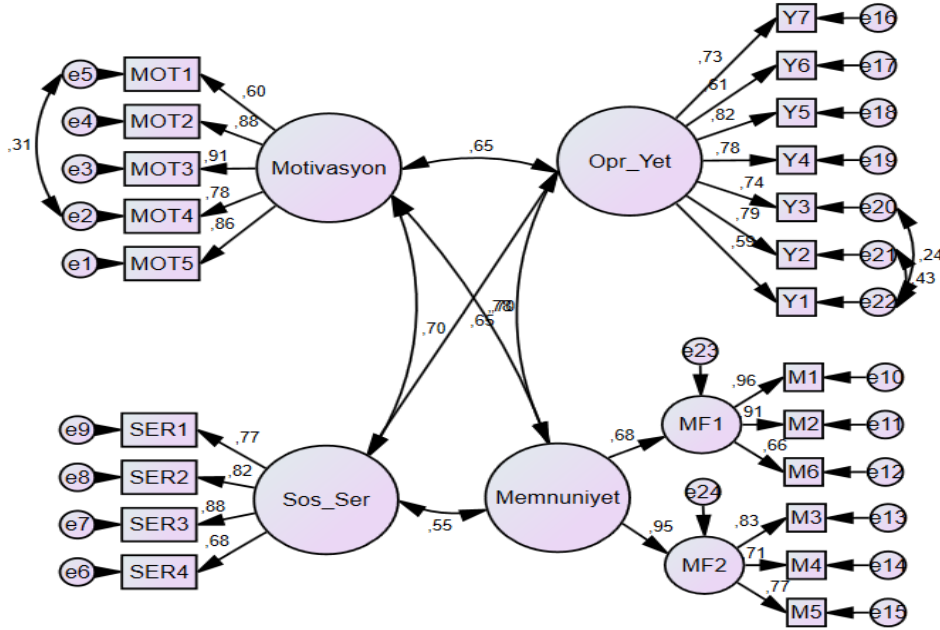 e5
MOT1
e4
MOT2
e3
MOT3
e2
MOT4
e1
MOT5
,31
,60
,88
,91
,78
,86
Motivasyon
,65
Opr_Yet
,73
,61
,82
,78
,74
,79
,59
Y7
e16
Y6
e17
Y5
e18
Y4
e19
Y3
e20
Y2
e21
Y1
e22
,24
,43
,70
,65
e9
SER1
e8
SER2
e7
SER3
e6
SER4
,77
,82
,88
,68
Sos_Ser
,55
Memnuniyet
,68
,95
e23
MF1
,96
,91
,66
M1
e10
M2
e11
M6
e12
e24
MF2
,83
,71
,77
M3
e13
M4
e14
M5
e15